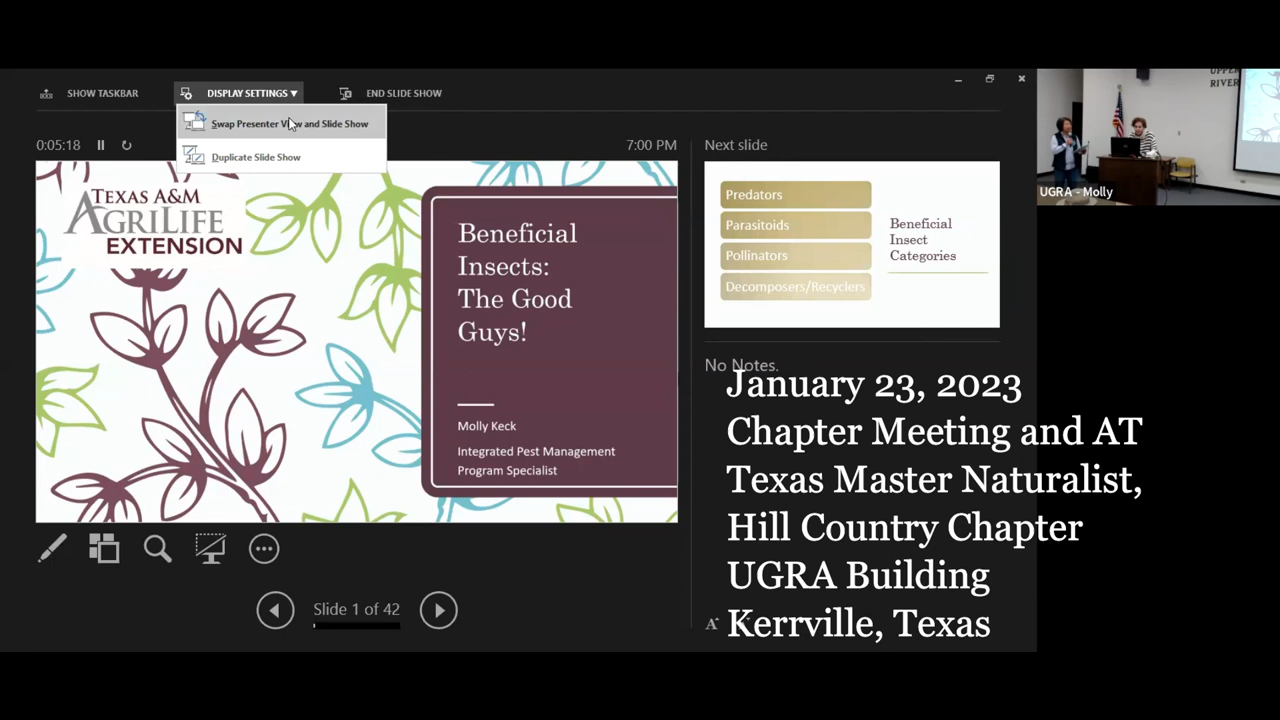 SHOW TASKBAR
DISPLAY SETTINGS ▼
END SLIDE SHOW
Swap Presenter View and Slide Show
Duplicate Slide Show
0:05:18
7:00 PM
TEXAS A&M
AGRILIFE
EXTENSION
Beneficial
Insects:
The Good
Guys!
Molly Keck
Integrated Pest Management
Program Specialist
Slide 1 of 42
Next slide
Predators
Parasitoids
Pollinators
Decomposers/Recyclers
Beneficial
Insect
Categories
No Notes.
UPPER
RIVER
UGRA - Molly
January 23, 2023
Chapter Meeting and AT
Texas Master Naturalist,
Hill Country Chapter
UGRA Building
Kerrville, Texas